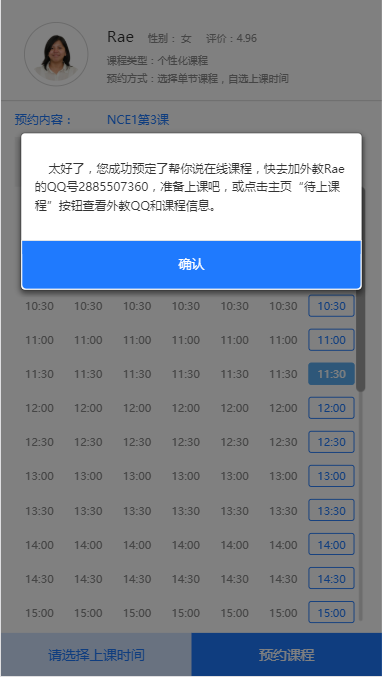 Rae 性别： 女 评价：4.96
课程类型：个性化课程
预约方式：选择单节课程，自选上课时间
预约内容： NCE1第3课
太好了，您成功预定了帮你说在线课程，快去加外教Rae
的QQ号2885507360，准备上课吧，或点击主页“待上课
程”按钮查看外教QQ和课程信息。
确认
10:30 10:30 10:30 10:30 10:30 10:30 10:30
11:00 11:00 11:00 11:00 11:00 11:00 11:00
11:30 11:30 11:30 11:30 11:30 11:30 11:30
12:00 12:00 12:00 12:00 12:00 12:00 12:00
12:30 12:30 12:30 12:30 12:30 12:30 12:30
13:00 13:00 13:00 13:00 13:00 13:00 13:00
13:30 13:30 13:30 13:30 13:30 13:30 13:30
14:00 14:00 14:00 14:00 14:00 14:00 14:00
14:30 14:30 14:30 14:30 14:30 14:30 14:30
15:00 15:00 15:00 15:00 15:00 15:00 15:00
请选择上课时间 预约课程